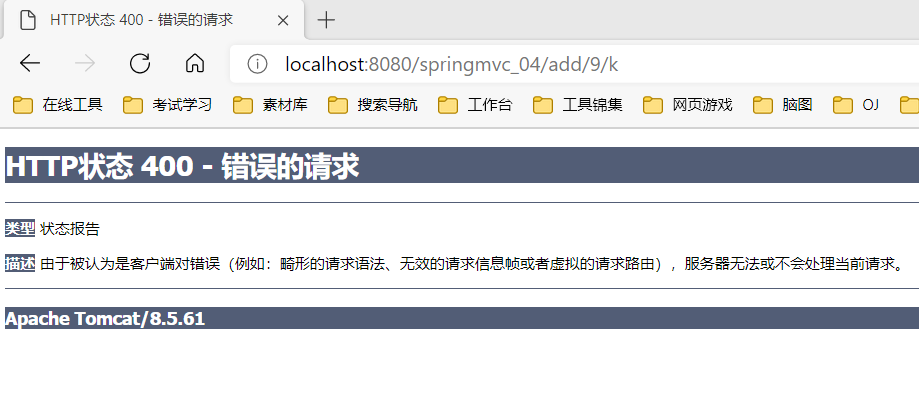 HTTP状态 400 - 错误的请求
localhost:8080/springmvc_04/add/9/k
在线工具 考试学习 素材库 搜索导航 工作台 工具锦集 网页游戏 脑图 OJ
HTTP状态 400 - 错误的请求
类型 状态报告
描述 由于被认为是客户端对错误（例如：畸形的请求语法、无效的请求信息帧或者虚拟的请求路由），服务器无法或不会处理当前请求。
Apache Tomcat/8.5.61